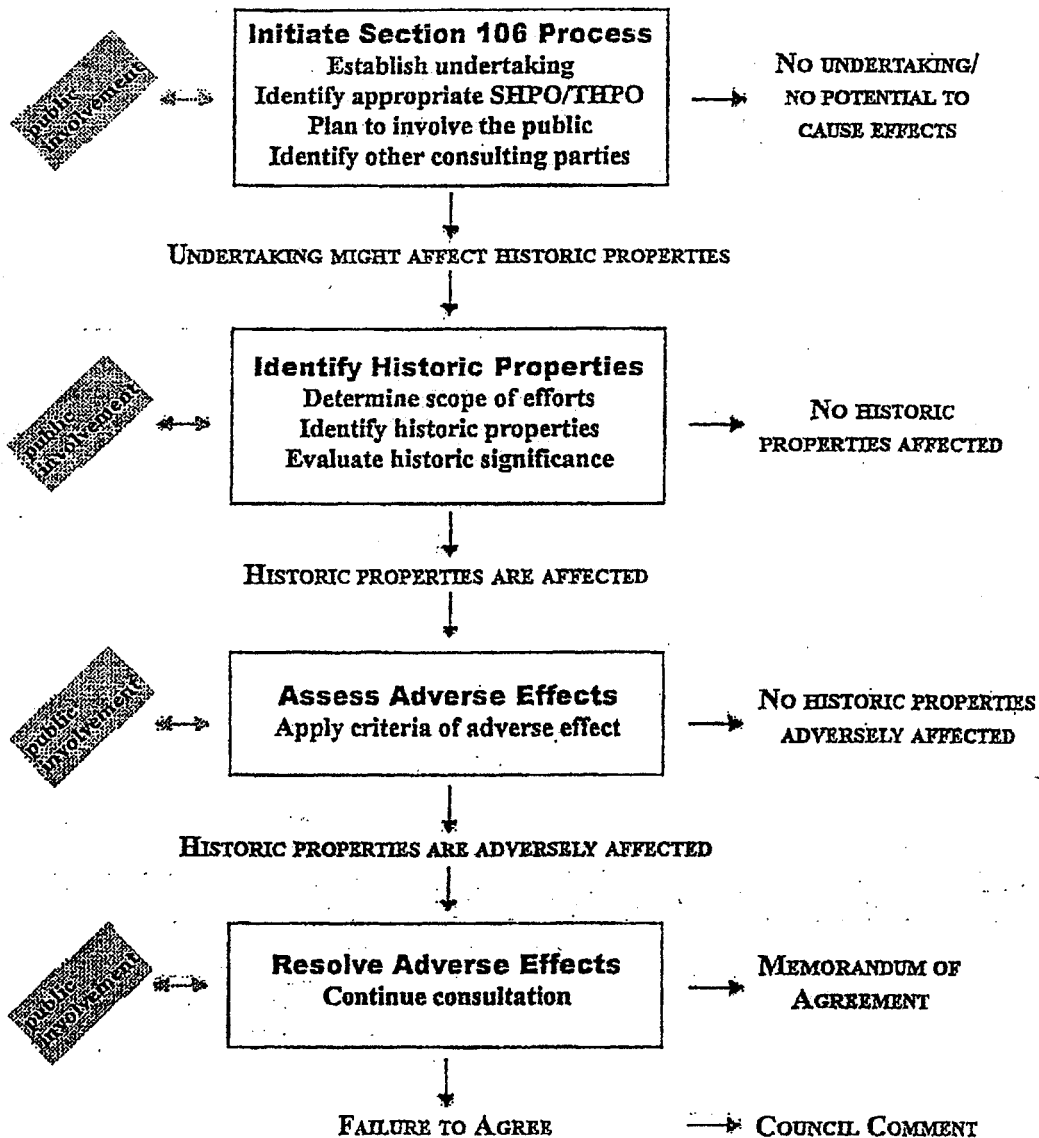 Initiate Section 106 Process
Establish undertaking
Identify appropriate SHPO/THPO
Plan to involve the public
Identify other consulting parties
public
involvement
NO UNDERTAKING/
NO POTENTIAL TO
CAUSE EFFECTS
UNDERTAKING MIGHT AFFECT HISTORIC PROPERTIES
Identify Historic Properties
Determine scope of efforts
Identify historic properties
Evaluate historic significance
public
involvement
NO HISTORIC
PROPERTIES AFFECTED
HISTORIC PROPERTIES ARE AFFECTED
Assess Adverse Effects
Apply criteria of adverse effect
public
involvement
NO HISTORIC PROPERTIES
ADVERSELY AFFECTED
HISTORIC PROPERTIES ARE ADVERSELY AFFECTED
Resolve Adverse Effects
Continue consultation
public
involvement
MEMORANDUM OF
AGREEMENT
FAILURE TO AGREE
COUNCIL COMMENT